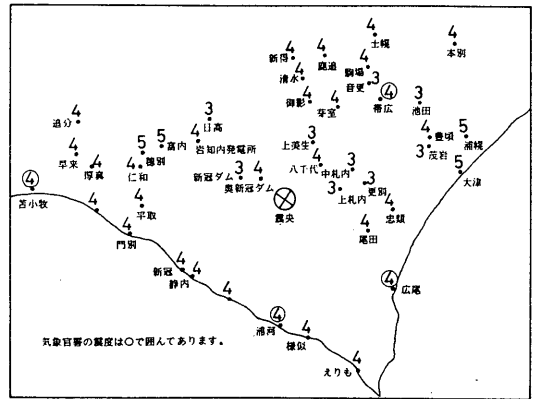 4 士幌
4 本別
4 新得
4 鹿追
4 清水
4 駒場
3 音更
4 御影
4 芽室
④ 帯広
3 池田
4 追分
3 日高
4 岩知内発電所
5 富内
5 穂別
4 早来
4 厚真
4 仁和
3 上美生
4 豊頃
5 浦幌
3 茂岩
5 大津
④ 苫小牧
3 新冠ダム
4 奥新冠ダム
4 八千代
3 中札内
3 更別
3 上札内
4 忠類
4
4 平取
震央
4 尾田
4 門別
4 新冠
4 静内
4
④ 広尾
④ 浦河
4 様似
4 えりも
気象官署の震度は○で囲んであります。